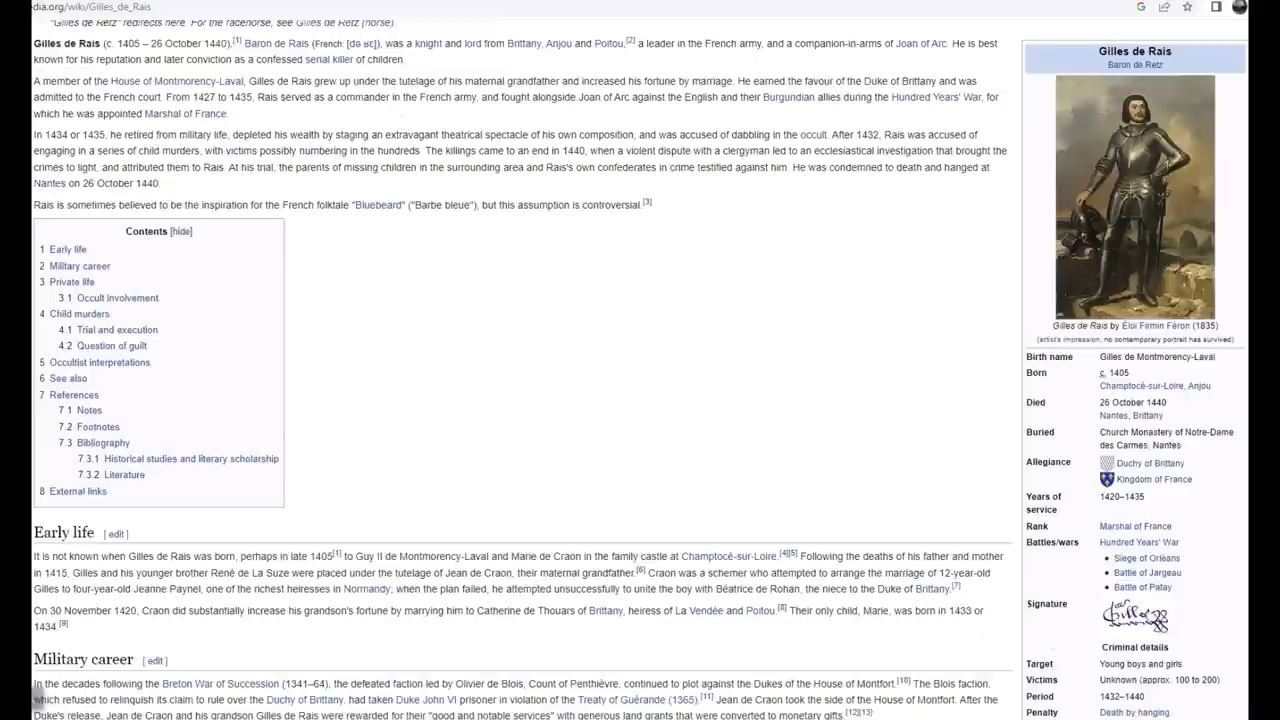 dia.org/wiki/Gilles_de_Rais
"Gilles de Retz" redirects here. For the racehorse, see Gilles de Retz (horse).
Gilles de Rais (c. 1405 – 26 October 1440),[1] Baron de Rais (French: [də ʁɛ]), was a knight and lord from Brittany, Anjou and Poitou,[2] a leader in the French army, and a companion-in-arms of Joan of Arc. He is best
known for his reputation and later conviction as a confessed serial killer of children.
A member of the House of Montmorency-Laval, Gilles de Rais grew up under the tutelage of his maternal grandfather and increased his fortune by marriage. He earned the favour of the Duke of Brittany and was
admitted to the French court. From 1427 to 1435, Rais served as a commander in the French army, and fought alongside Joan of Arc against the English and their Burgundian allies during the Hundred Years' War, for
which he was appointed Marshal of France.
In 1434 or 1435, he retired from military life, depleted his wealth by staging an extravagant theatrical spectacle of his own composition, and was accused of dabbling in the occult. After 1432, Rais was accused of
engaging in a series of child murders, with victims possibly numbering in the hundreds. The killings came to an end in 1440, when a violent dispute with a clergyman led to an ecclesiastical investigation that brought the
crimes to light, and attributed them to Rais. At his trial, the parents of missing children in the surrounding area and Rais's own confederates in crime testified against him. He was condemned to death and hanged at
Nantes on 26 October 1440.
Rais is sometimes believed to be the inspiration for the French folktale "Bluebeard" ("Barbe bleue"), but this assumption is controversial.[3]
Contents [hide]
1 Early life
2 Military career
3 Private life
3.1 Occult involvement
4 Child murders
4.1 Trial and execution
4.2 Question of guilt
5 Occultist interpretations
6 See also
7 References
7.1 Notes
7.2 Footnotes
7.3 Bibliography
7.3.1 Historical studies and literary scholarship
7.3.2 Literature
8 External links
Early life [ edit ]
It is not known when Gilles de Rais was born, perhaps in late 1405[1] to Guy II de Montmorency-Laval and Marie de Craon in the family castle at Champtocé-sur-Loire.[4][5] Following the deaths of his father and mother
in 1415, Gilles and his younger brother René de La Suze were placed under the tutelage of Jean de Craon, their maternal grandfather.[6] Craon was a schemer who attempted to arrange the marriage of 12-year-old
Gilles to four-year-old Jeanne Paynel, one of the richest heiresses in Normandy; when the plan failed, he attempted unsuccessfully to unite the boy with Béatrice de Rohan, the niece to the Duke of Brittany.[7]
On 30 November 1420, Craon did substantially increase his grandson's fortune by marrying him to Catherine de Thouars of Brittany, heiress of La Vendée and Poitou.[8] Their only child, Marie, was born in 1433 or
1434.[9]
Military career [ edit ]
In the decades following the Breton War of Succession (1341–64), the defeated faction led by Olivier de Blois, Count of Penthièvre, continued to plot against the Dukes of the House of Montfort.[10] The Blois faction,
which refused to relinquish its claim to rule over the Duchy of Brittany, had taken Duke John VI prisoner in violation of the Treaty of Guérande (1365).[11] Jean de Craon took the side of the House of Montfort. After the
Duke's release, Jean de Craon and his grandson Gilles de Rais were rewarded for their "good and notable services" with generous land grants that were converted to monetary gifts.[12][13]
Gilles de Rais
Baron de Retz
Gilles de Rais by Éloi Firmin Féron (1835)
(artist's impression, no contemporary portrait has survived)
Birth name Gilles de Montmorency-Laval
Born c. 1405
Champtocé-sur-Loire, Anjou
Died 26 October 1440
Nantes, Brittany
Buried Church Monastery of Notre-Dame
des Carmes, Nantes
Allegiance Duchy of Brittany
Kingdom of France
Years of 1420–1435
service
Rank Marshal of France
Battles/wars Hundred Years' War
• Siege of Orléans
• Battle of Jargeau
• Battle of Patay
Signature
Criminal details
Target Young boys and girls
Victims Unknown (approx. 100 to 200)
Period 1432–1440
Penalty Death by hanging